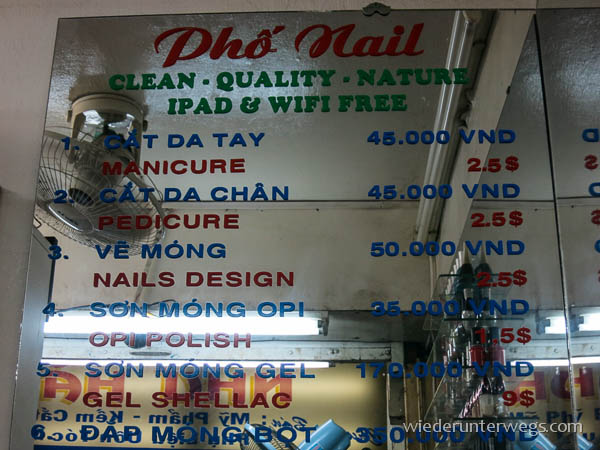 Phố Nail
CLEAN - QUALITY - NATURE
IPAD & WIFI FREE
1. CẮT DA TAY 45.000 VND
MANICURE 2.5$
2. CẮT DA CHÂN 45.000 VND
PEDICURE 2.5$
3. VẼ MÓNG 50.000 VND
NAILS DESIGN 2.5$
4. SƠN MÓNG OPI 35.000 VND
OPI POLISH 1,5$
5. SƠN MÓNG GEL 170.000 VND
GEL SHELLAC 9$
6. ĐẮP MÓNG BỘT 350.000 VND
wiederunterwegs.com